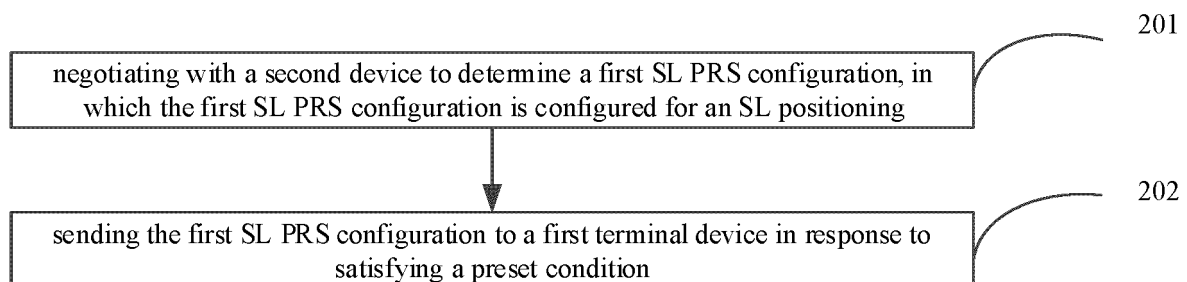 201
negotiating with a second device to determine a first SL PRS configuration, in
which the first SL PRS configuration is configured for an SL positioning
202
sending the first SL PRS configuration to a first terminal device in response to
satisfying a preset condition